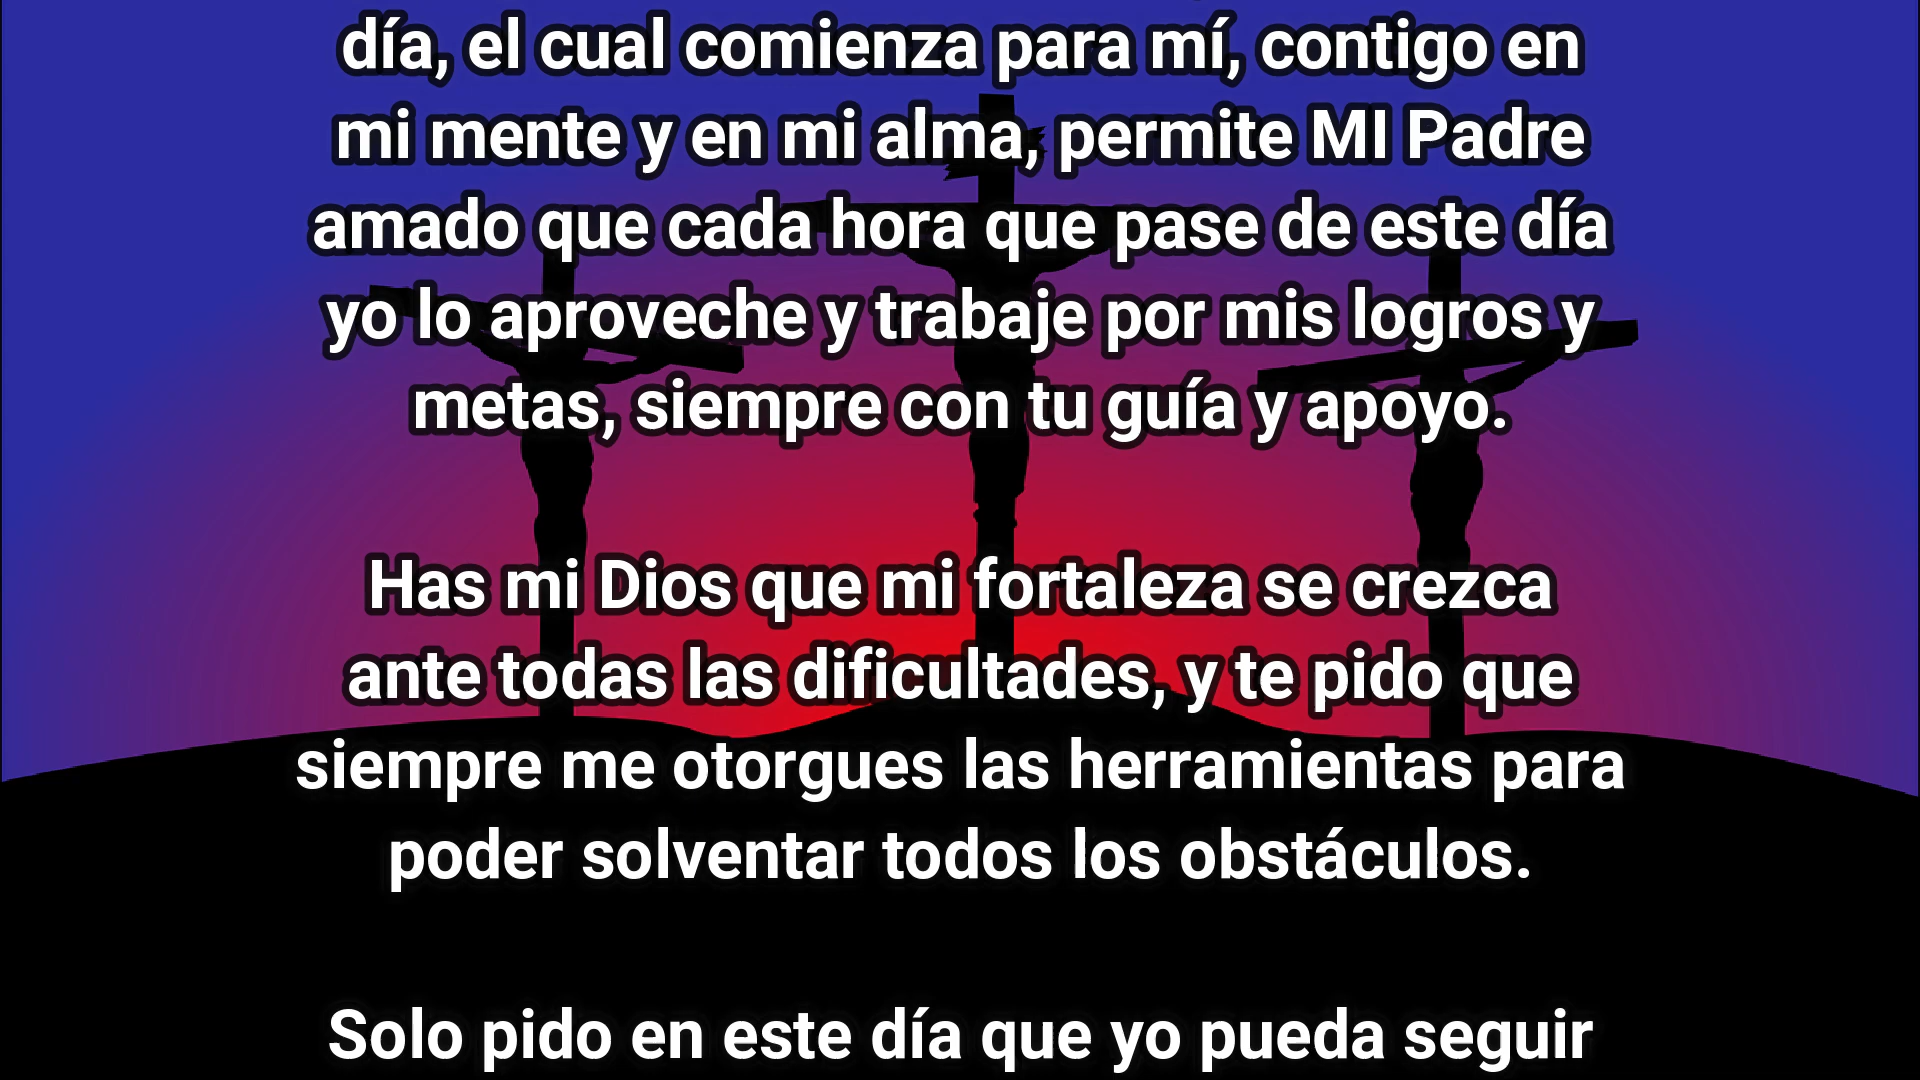 día, el cual comienza para mí, contigo en
mi mente y en mi alma, permite MI Padre
amado que cada hora que pase de este día
yo lo aproveche y trabaje por mis logros y
metas, siempre con tu guía y apoyo.
Has mi Dios que mi fortaleza se crezca
ante todas las dificultades, y te pido que
siempre me otorgues las herramientas para
poder solventar todos los obstáculos.
Solo pido en este día que yo pueda seguir